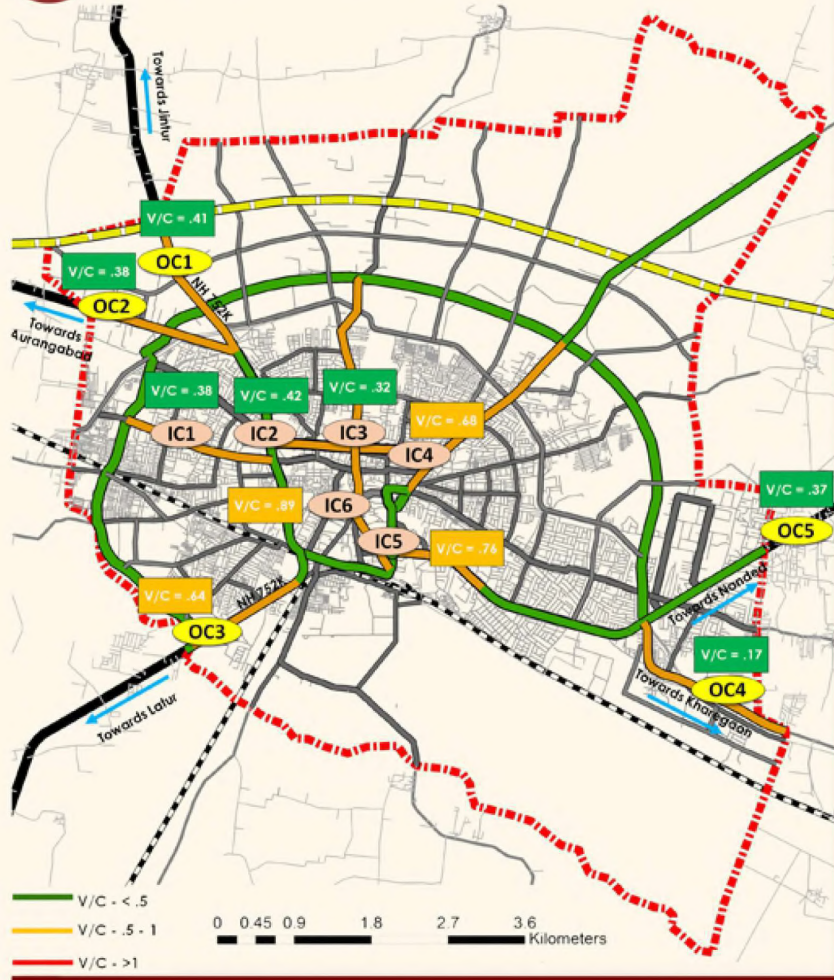 Towards Jintur
V/C = .41
OC1
V/C = .38
OC2
NH 752K
Towards
Aurangabad
V/C = .38
V/C = .42
V/C = .32
V/C = .68
IC1
IC2
IC3
IC4
V/C = .37
V/C = .89
IC6
OC5
IC5
V/C = .76
V/C = .64
NH 752K
Towards Nanded
OC3
V/C = .17
OC4
Towards Latur
Towards Kharegaon
V/C - < .5
V/C - .5 - 1
V/C - >1
0 0.45 0.9 1.8 2.7 3.6
Kilometers